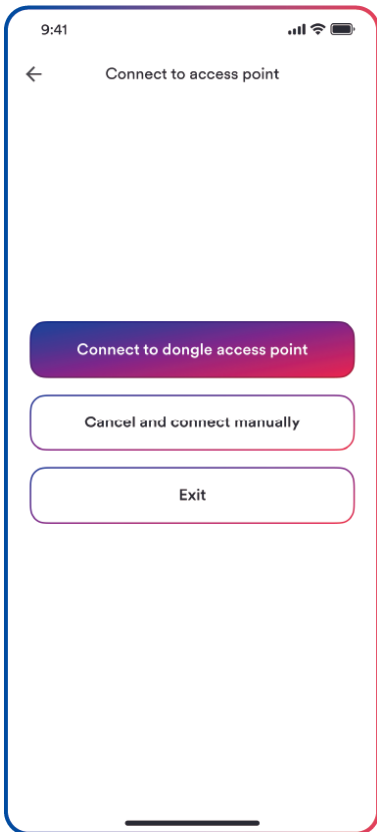 9:41
Connect to access point
Connect to dongle access point
Cancel and connect manually
Exit